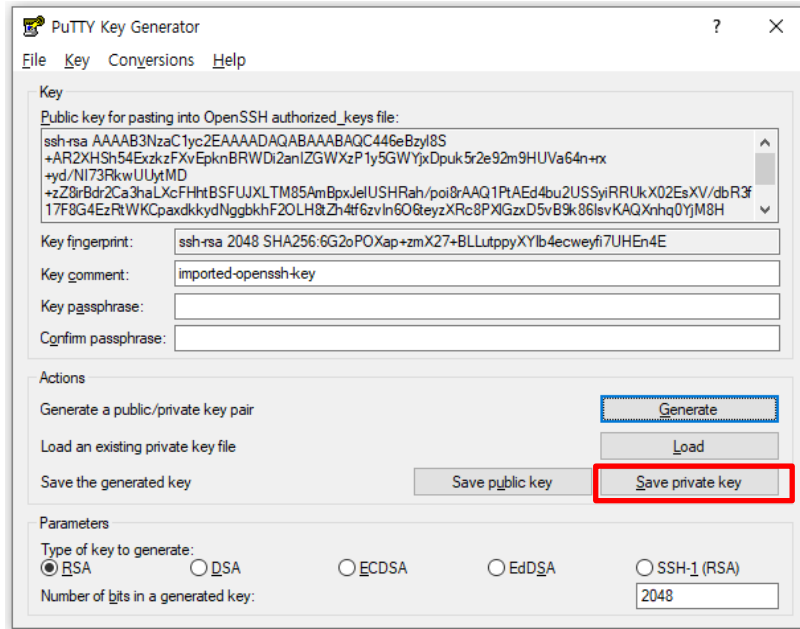 PuTTY Key Generator
? ×
File Key Conversions Help
Key
Public key for pasting into OpenSSH authorized_keys file:
ssh-rsa AAAAB3NzaC1yc2EAAAADAQABAAABAQC446eBzyI8S
+AR2XHSh54ExzkzFXvEpknBRWDi2anIZGWXzP1y5GWYjxDpuk5r2e92m9HUVa64n+rx
+yd/NI73RkwUUytMD
+zZ8irBdr2Ca3haLXcFHhtBSFUJXLTM85AmBpxJeIUSHRah/poi8rAAQ1PtAEd4bu2USSyiRRUkX02EsXV/dbR3f
17F8G4EzRtWKCpaxdkkydNggbkhF2OLH8tZh4tf6zvIn6O6teyzXRc8PXIGzxD5vB9k86IsvKAQXnhq0YjM8H
Key fingerprint: ssh-rsa 2048 SHA256:6G2oPOXap+zmX27+BLLutppyXYIb4ecweyfi7UHEn4E
Key comment: imported-openssh-key
Key passphrase:
Confirm passphrase:
Actions
Generate a public/private key pair Generate
Load an existing private key file Load
Save the generated key Save public key Save private key
Parameters
Type of key to generate:
RSA DSA ECDSA EdDSA SSH-1 (RSA)
Number of bits in a generated key: 2048